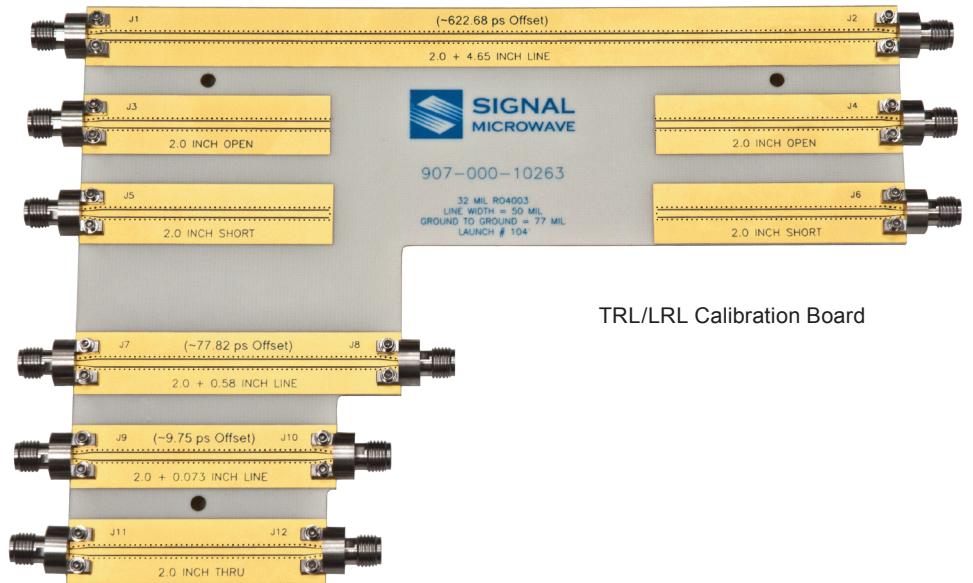 J1 (~622.68 ps Offset) J2
2.0 + 4.65 INCH LINE
J3
2.0 INCH OPEN
SIGNAL
MICROWAVE
J4
2.0 INCH OPEN
907-000-10263
J5
2.0 INCH SHORT
32 MIL RO4003
LINE WIDTH = 50 MIL
GROUND TO GROUND = 77 MIL
LAUNCH # 104
J6
2.0 INCH SHORT
TRL/LRL Calibration Board
J7 (~77.82 ps Offset) J8
2.0 + 0.58 INCH LINE
J9 (~9.75 ps Offset) J10
2.0 + 0.073 INCH LINE
J11 J12
2.0 INCH THRU